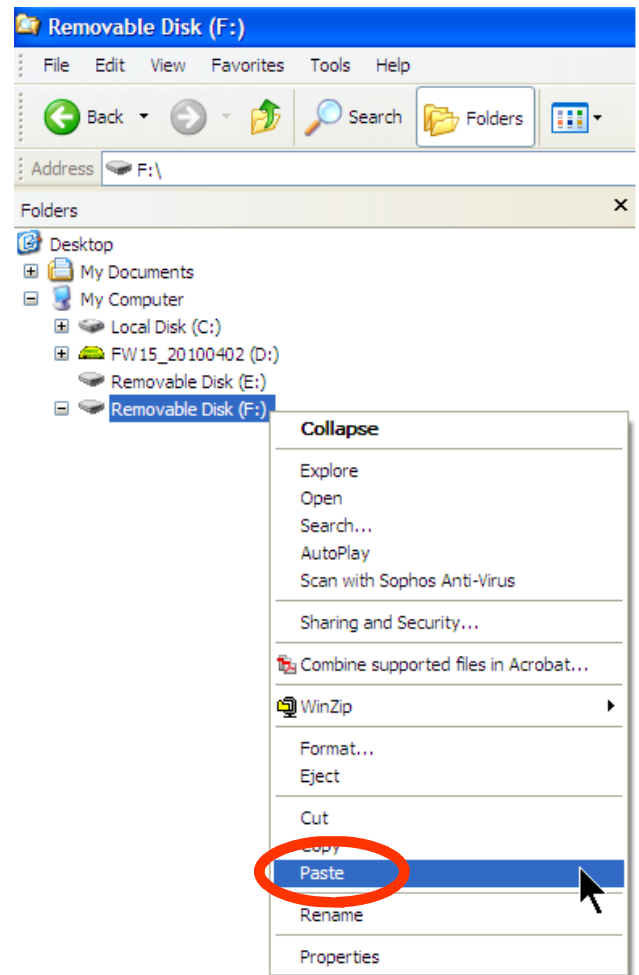 Removable Disk (F:)
File Edit View Favorites Tools Help
Back Search Folders
Address F:\
Folders
Desktop
My Documents
My Computer
Local Disk (C:)
FW15_20100402 (D:)
Removable Disk (E:)
Removable Disk (F:)
Collapse
Explore
Open
Search...
AutoPlay
Scan with Sophos Anti-Virus
Sharing and Security...
Combine supported files in Acrobat...
WinZip
Format...
Eject
Cut
Copy
Paste
Rename
Properties